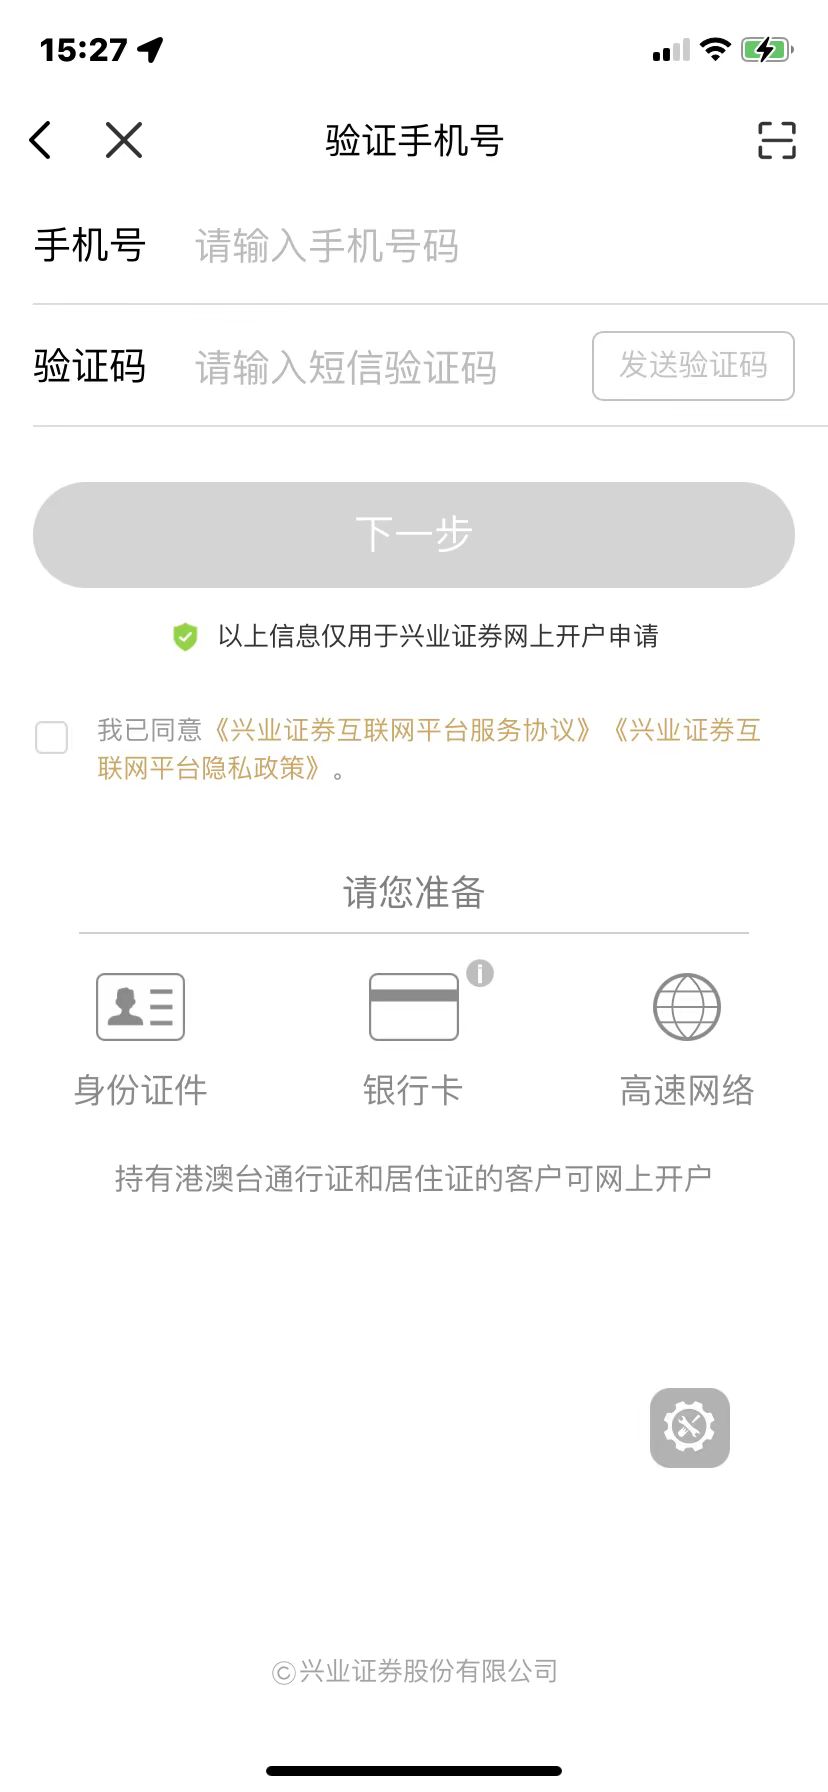 15:27
验证手机号
手机号 请输入手机号码
验证码 请输入短信验证码 发送验证码
下一步
以上信息仅用于兴业证券网上开户申请
我已同意《兴业证券互联网平台服务协议》《兴业证券互
联网平台隐私政策》。
请您准备
身份证件 银行卡 高速网络
持有港澳台通行证和居住证的客户可网上开户
©兴业证券股份有限公司